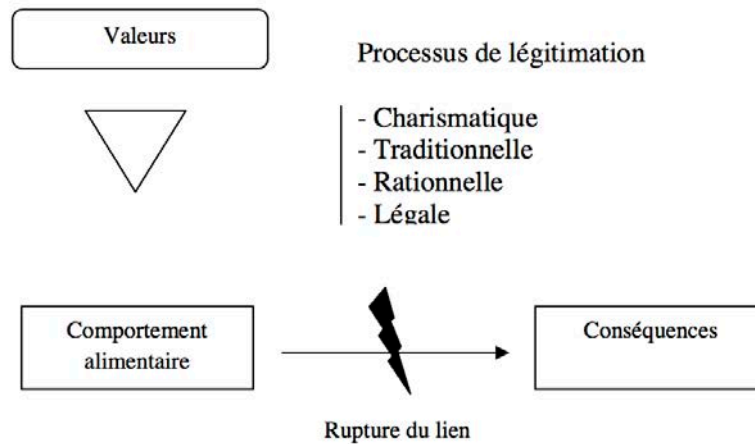 Valeurs
Processus de légitimation
- Charismatique
- Traditionnelle
- Rationnelle
- Légale
Comportement
alimentaire
Conséquences
Rupture du lien